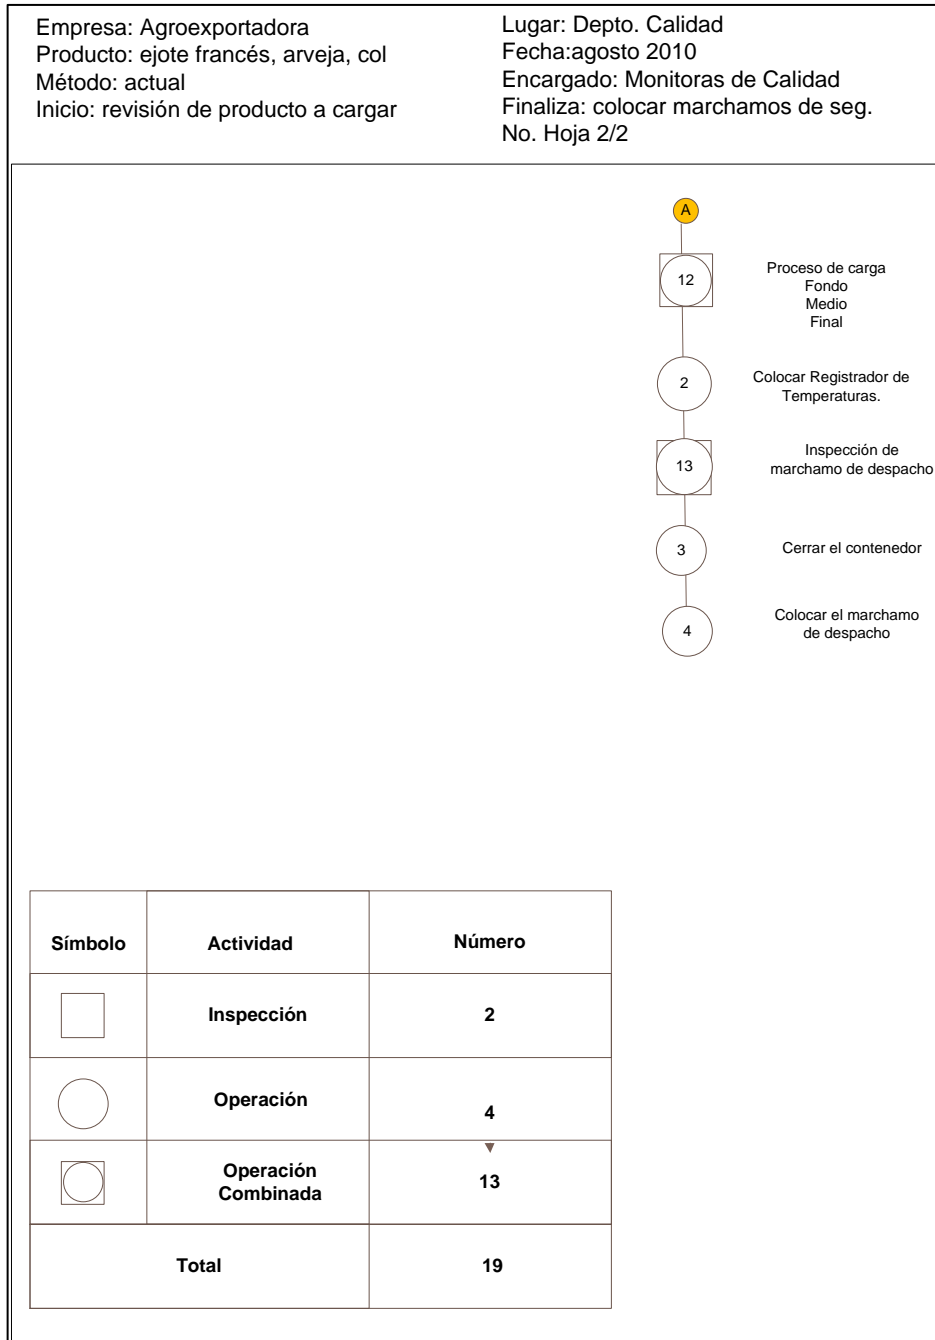 Empresa: Agroexportadora
Producto: ejote francés, arveja, col
Método: actual
Inicio: revisión de producto a cargar
Lugar: Depto. Calidad
Fecha:agosto 2010
Encargado: Monitoras de Calidad
Finaliza: colocar marchamos de seg.
No. Hoja 2/2
A
12
Proceso de carga
Fondo
Medio
Final
2
Colocar Registrador de
Temperaturas.
13
Inspección de
marchamo de despacho
3
Cerrar el contenedor
4
Colocar el marchamo
de despacho
Símbolo Actividad Número
Inspección 2
Operación 4
Operación
Combinada 13
Total 19